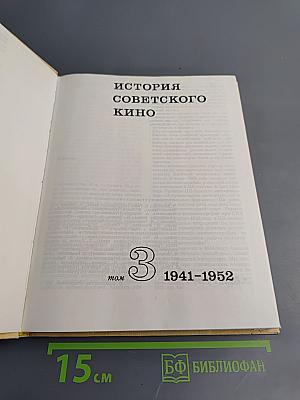 ИСТОРИЯ
СОВЕТСКОГО
КИНО
том 3 1941-1952
15 см
БФ БИБЛИОФАН